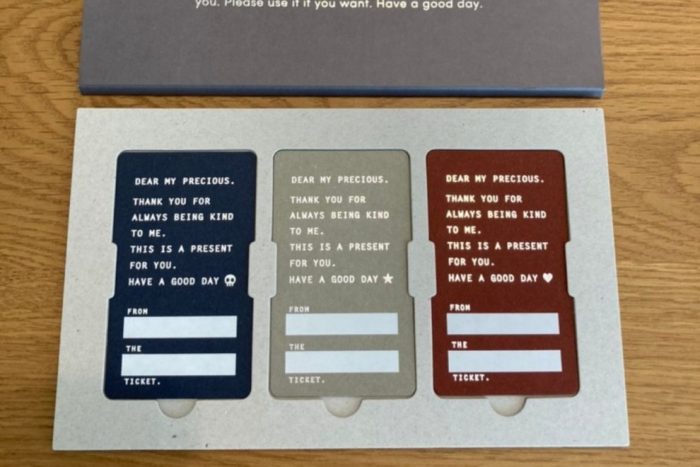 you. Please use it if you want. Have a good day.
DEAR MY PRECIOUS.
THANK YOU FOR
ALWAYS BEING KIND
TO ME.
THIS IS A PRESENT
FOR YOU.
HAVE A GOOD DAY 💀
FROM
THE
TICKET.
DEAR MY PRECIOUS.
THANK YOU FOR
ALWAYS BEING KIND
TO ME.
THIS IS A PRESENT
FOR YOU.
HAVE A GOOD DAY ★
FROM
THE
TICKET.
DEAR MY PRECIOUS.
THANK YOU FOR
ALWAYS BEING KIND
TO ME.
THIS IS A PRESENT
FOR YOU.
HAVE A GOOD DAY ♥
FROM
THE
TICKET.